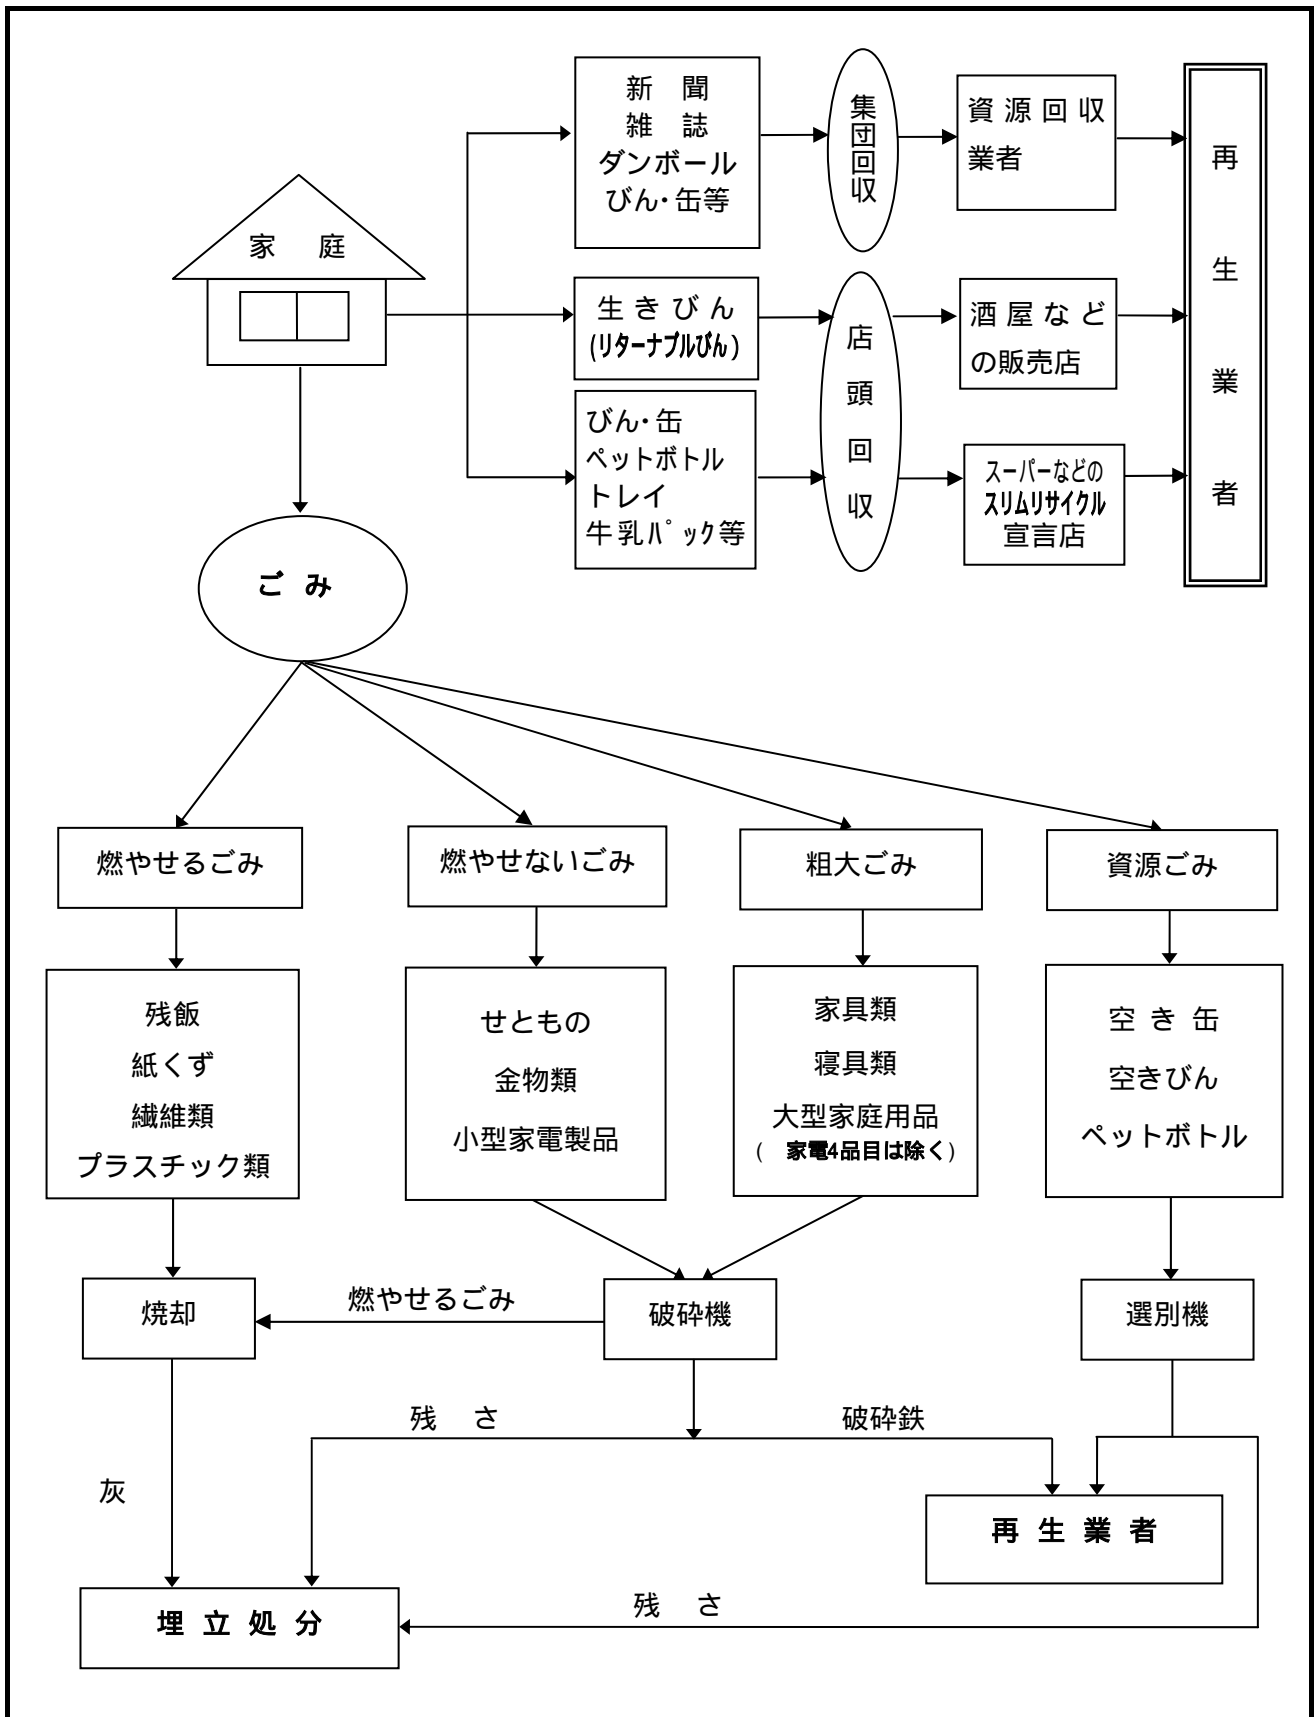 新 聞
雑 誌
ダンボール
びん・缶等
集団回収
資源回収
業者
再生業者
家 庭
生きびん
(リターナブルびん)
店頭回収
酒屋など
の販売店
びん・缶
ペットボトル
トレイ
牛乳パック等
スーパーなどの
スリムリサイクル
宣言店
ごみ
燃やせるごみ
燃やせないごみ
粗大ごみ
資源ごみ
残飯
紙くず
繊維類
プラスチック類
せともの
金物類
小型家電製品
家具類
寝具類
大型家庭用品
( 家電4品目は除く)
空き缶
空きびん
ペットボトル
焼却
燃やせるごみ
破砕機
選別機
残 さ
破砕鉄
灰
再生業者
埋立処分
残 さ